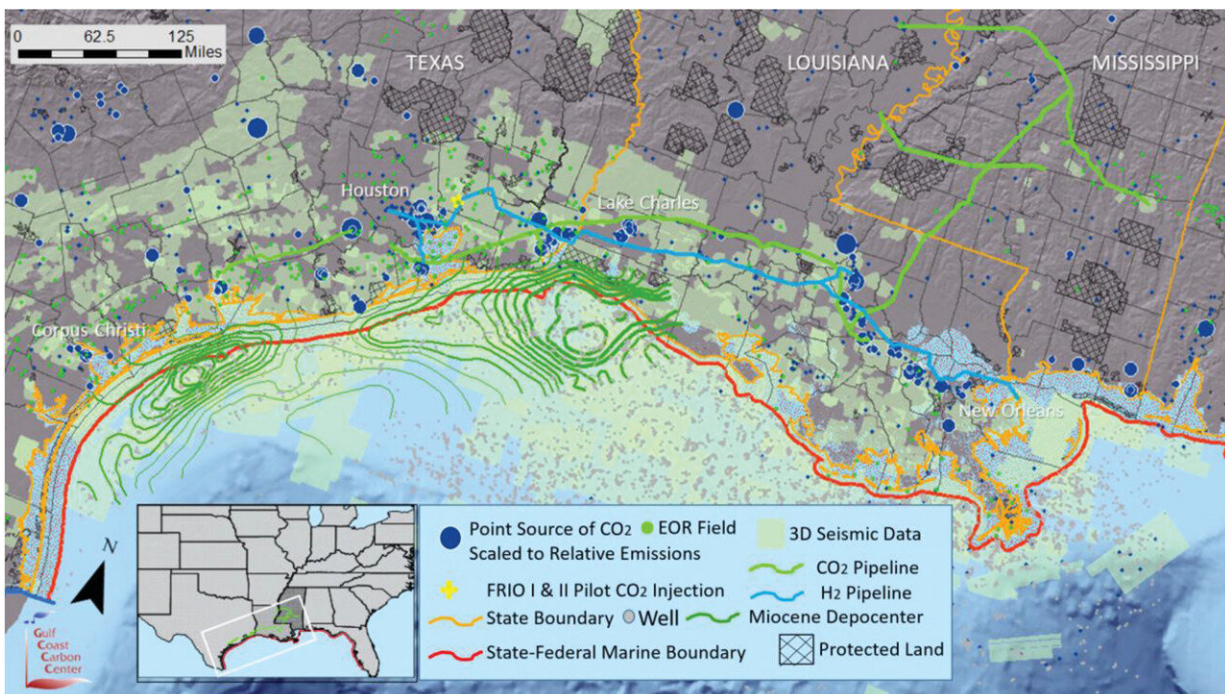 0 62.5 125
Miles
TEXAS
LOUISIANA
MISSISSIPPI
Houston
Lake Charles
Corpus Christi
New Orleans
N
Gulf
Coast
Carbon
Center
Point Source of CO2
Scaled to Relative Emissions
EOR Field
3D Seismic Data
FRIO I & II Pilot CO2 Injection
CO2 Pipeline
H2 Pipeline
State Boundary
Well
Miocene Depocenter
State-Federal Marine Boundary
Protected Land